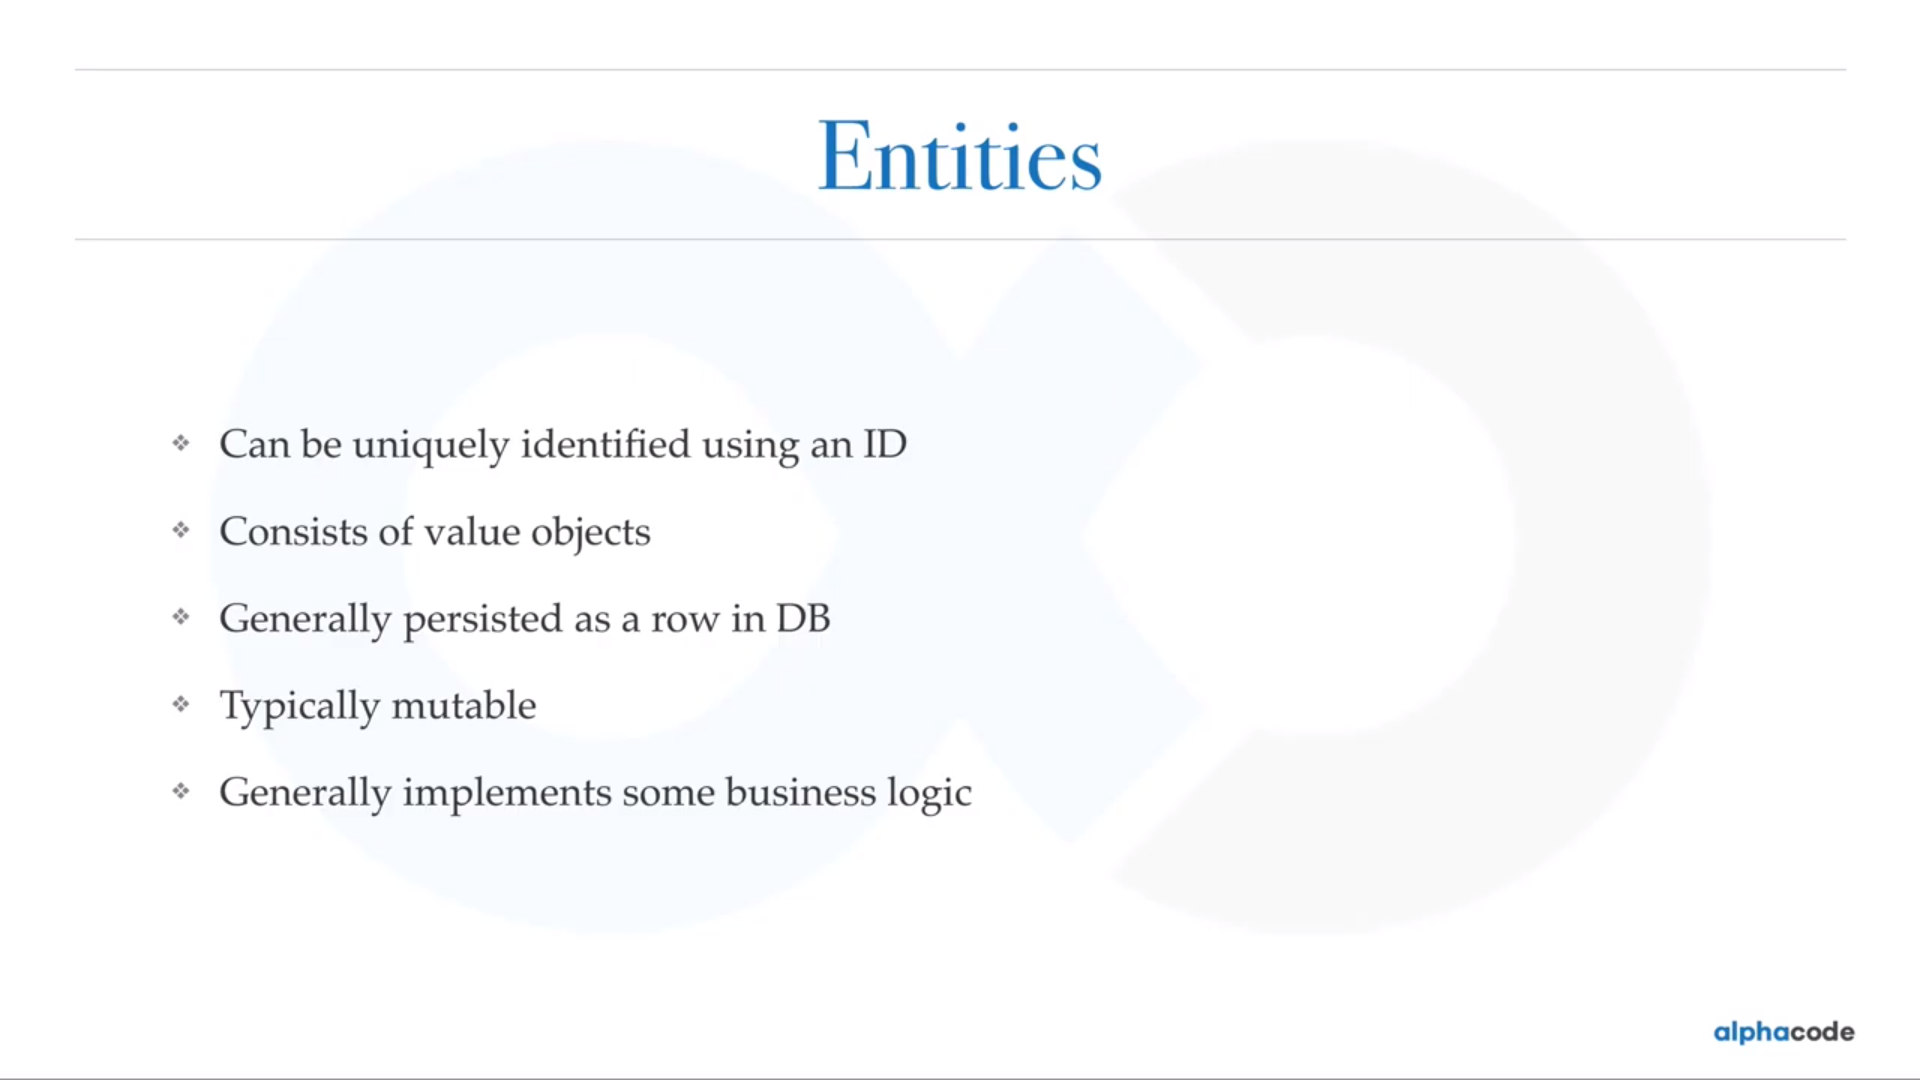 Entities
❖ Can be uniquely identified using an ID
❖ Consists of value objects
❖ Generally persisted as a row in DB
❖ Typically mutable
❖ Generally implements some business logic
alphacode